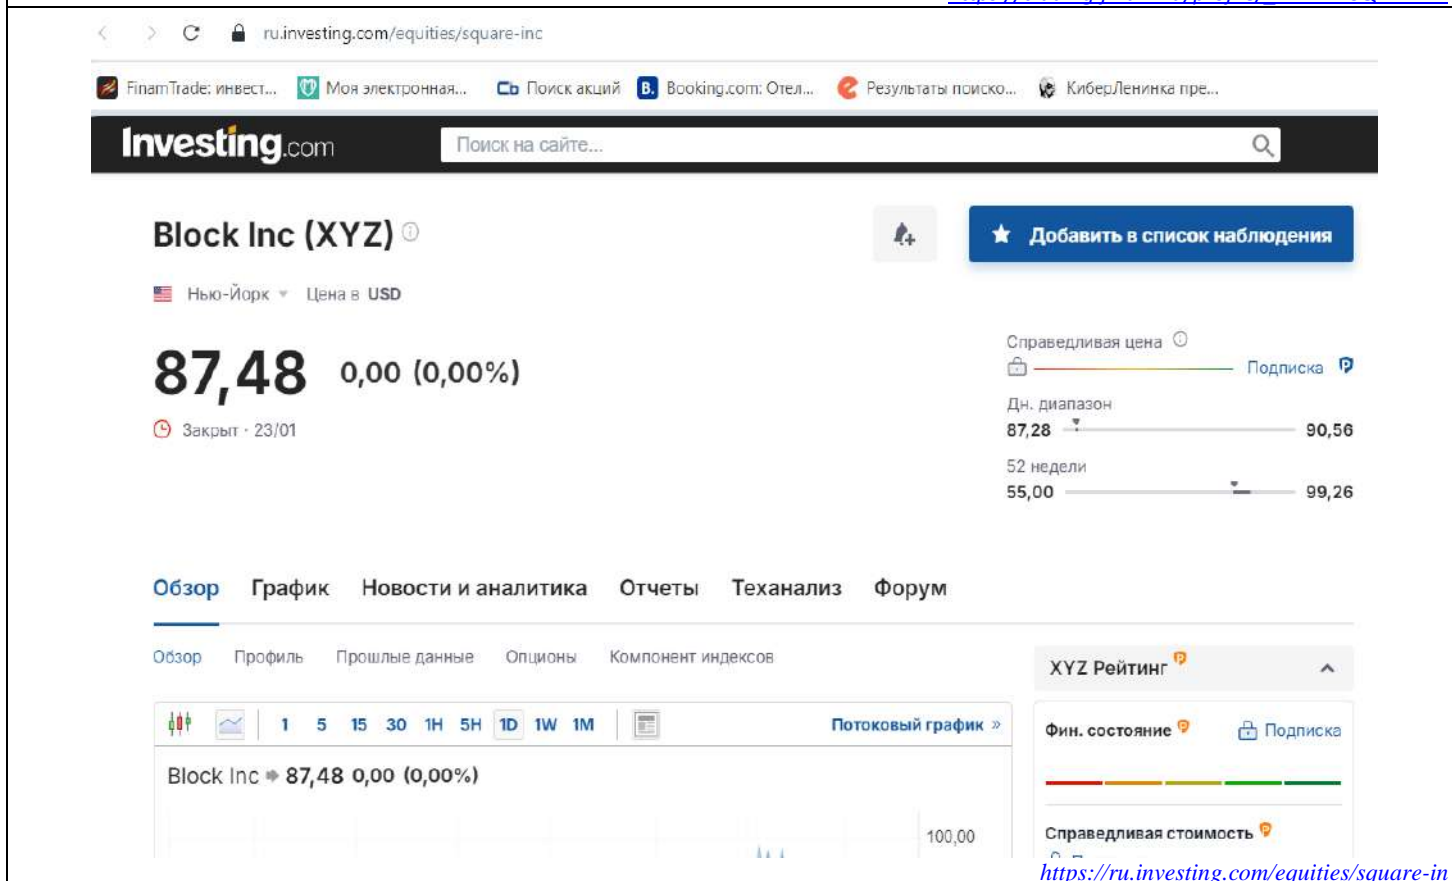 ru.investing.com/equities/square-inc
FinamTrade: инвест... Моя электронная... Cb Поиск акций B. Booking.com: Отел... Результаты поиско... КиберЛенинка пре...
Investing.com Поиск на сайте...
Block Inc (XYZ)
Добавить в список наблюдения
Нью-Йорк Цена в USD
87,48 0,00 (0,00%)
Закрыт · 23/01
Справедливая цена
Подписка
Дн. диапазон
87,28 90,56
52 недели
55,00 99,26
Обзор График Новости и аналитика Отчеты Теханализ Форум
Обзор Профиль Прошлые данные Опционы Компонент индексов
1 5 15 30 1H 5H 1D 1W 1M Потоковый график »
Block Inc 87,48 0,00 (0,00%)
100,00
XYZ Рейтинг
Фин. состояние Подписка
Справедливая стоимость
https://ru.investing.com/equities/square-in